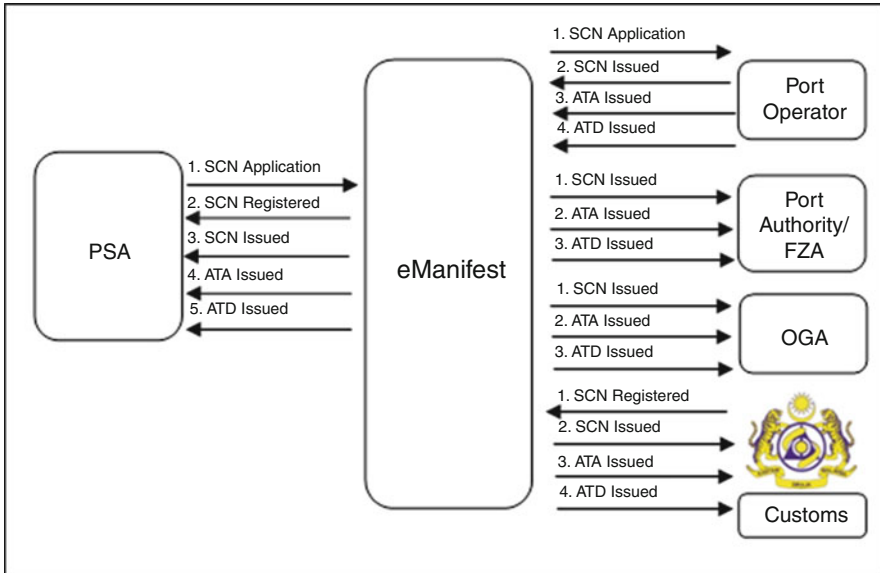 PSA
1. SCN Application
2. SCN Registered
3. SCN Issued
4. ATA Issued
5. ATD Issued
eManifest
1. SCN Application
2. SCN Issued
3. ATA Issued
4. ATD Issued
Port
Operator
1. SCN Issued
2. ATA Issued
3. ATD Issued
Port
Authority/
FZA
1. SCN Issued
2. ATA Issued
3. ATD Issued
OGA
1. SCN Registered
2. SCN Issued
3. ATA Issued
4. ATD Issued
Customs